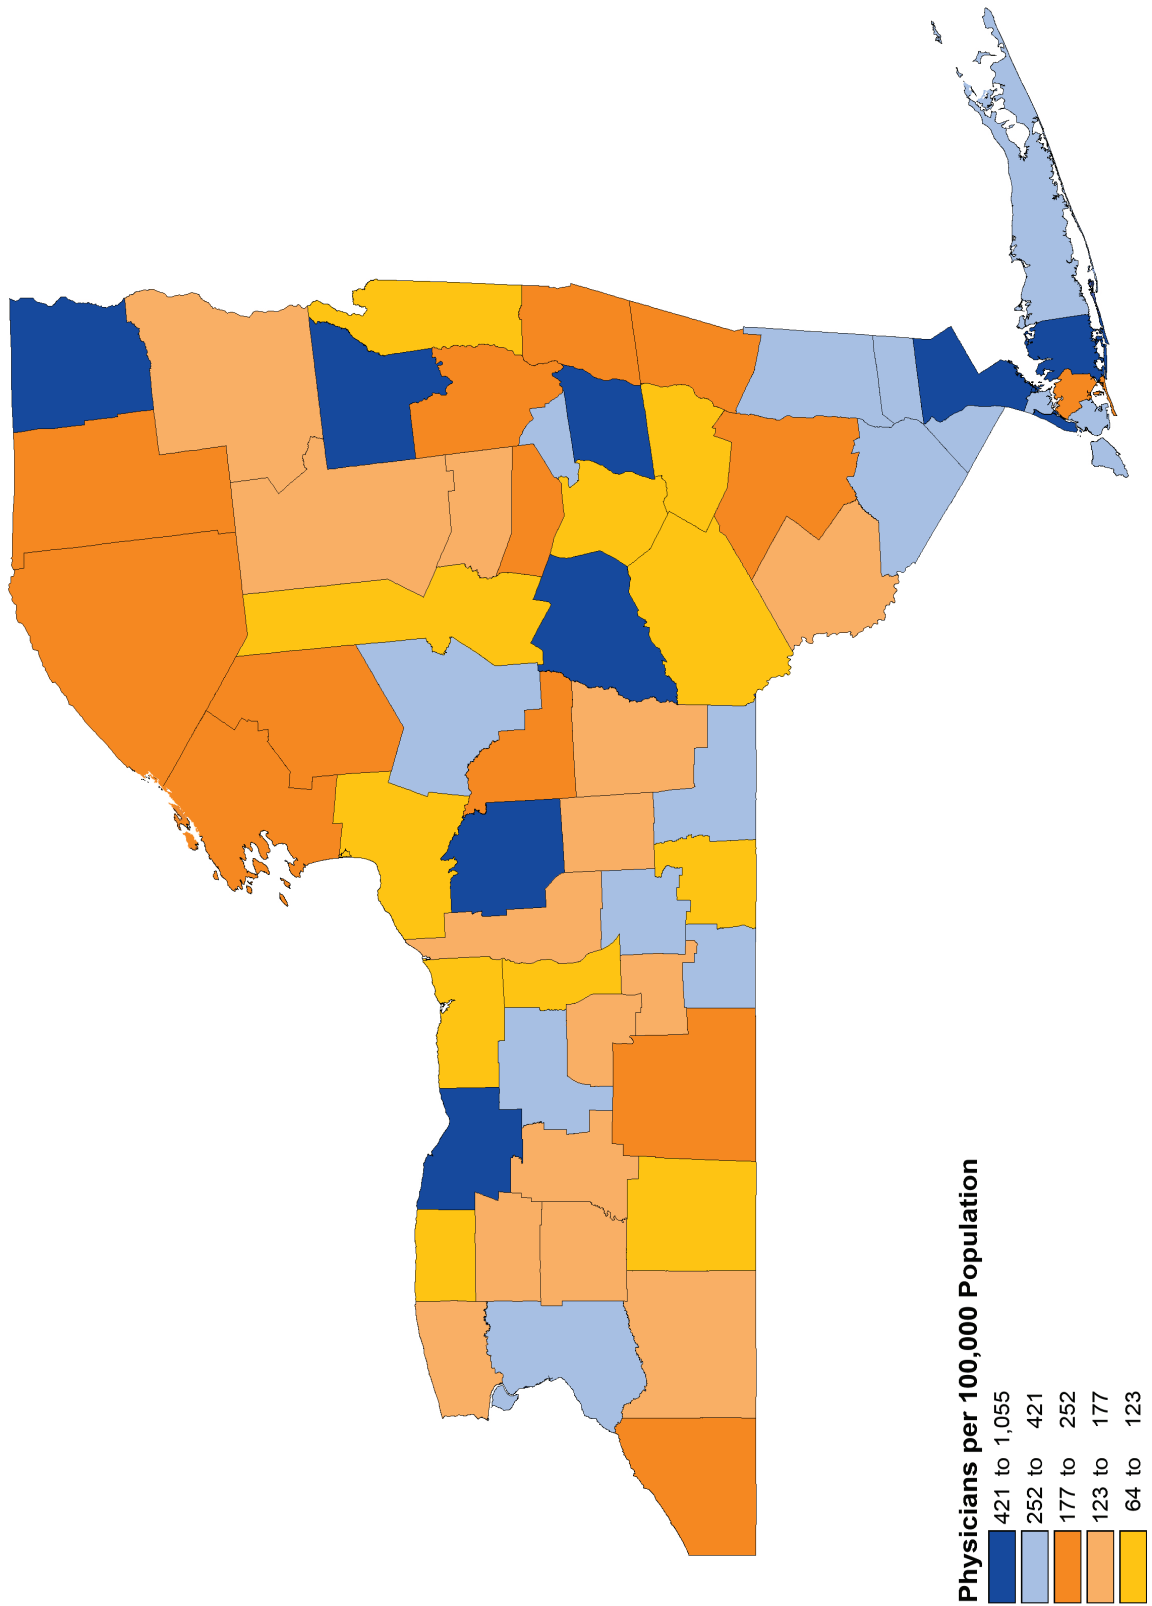 Physicians per 100,000 Population
421 to 1,055
252 to 421
177 to 252
123 to 177
64 to 123